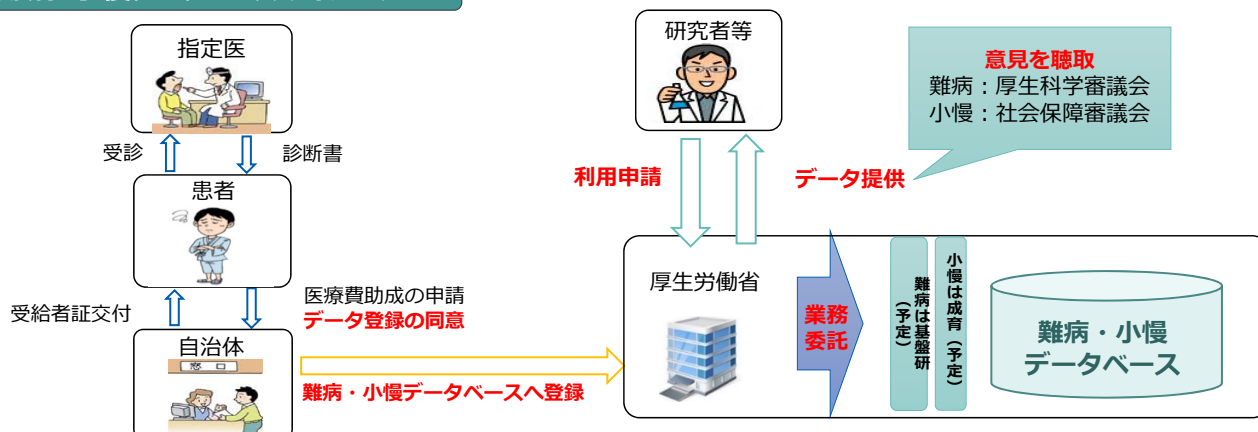 指定医
受診
診断書
患者
受給者証交付
医療費助成の申請
データ登録の同意
自治体
窓口
難病・小慢データベースへ登録
研究者等
利用申請
データ提供
意見を聴取
難病：厚生科学審議会
小慢：社会保障審議会
厚生労働省
業務
委託
難病は基盤研
（予定）
小慢は成育（予定）
難病・小慢
データベース